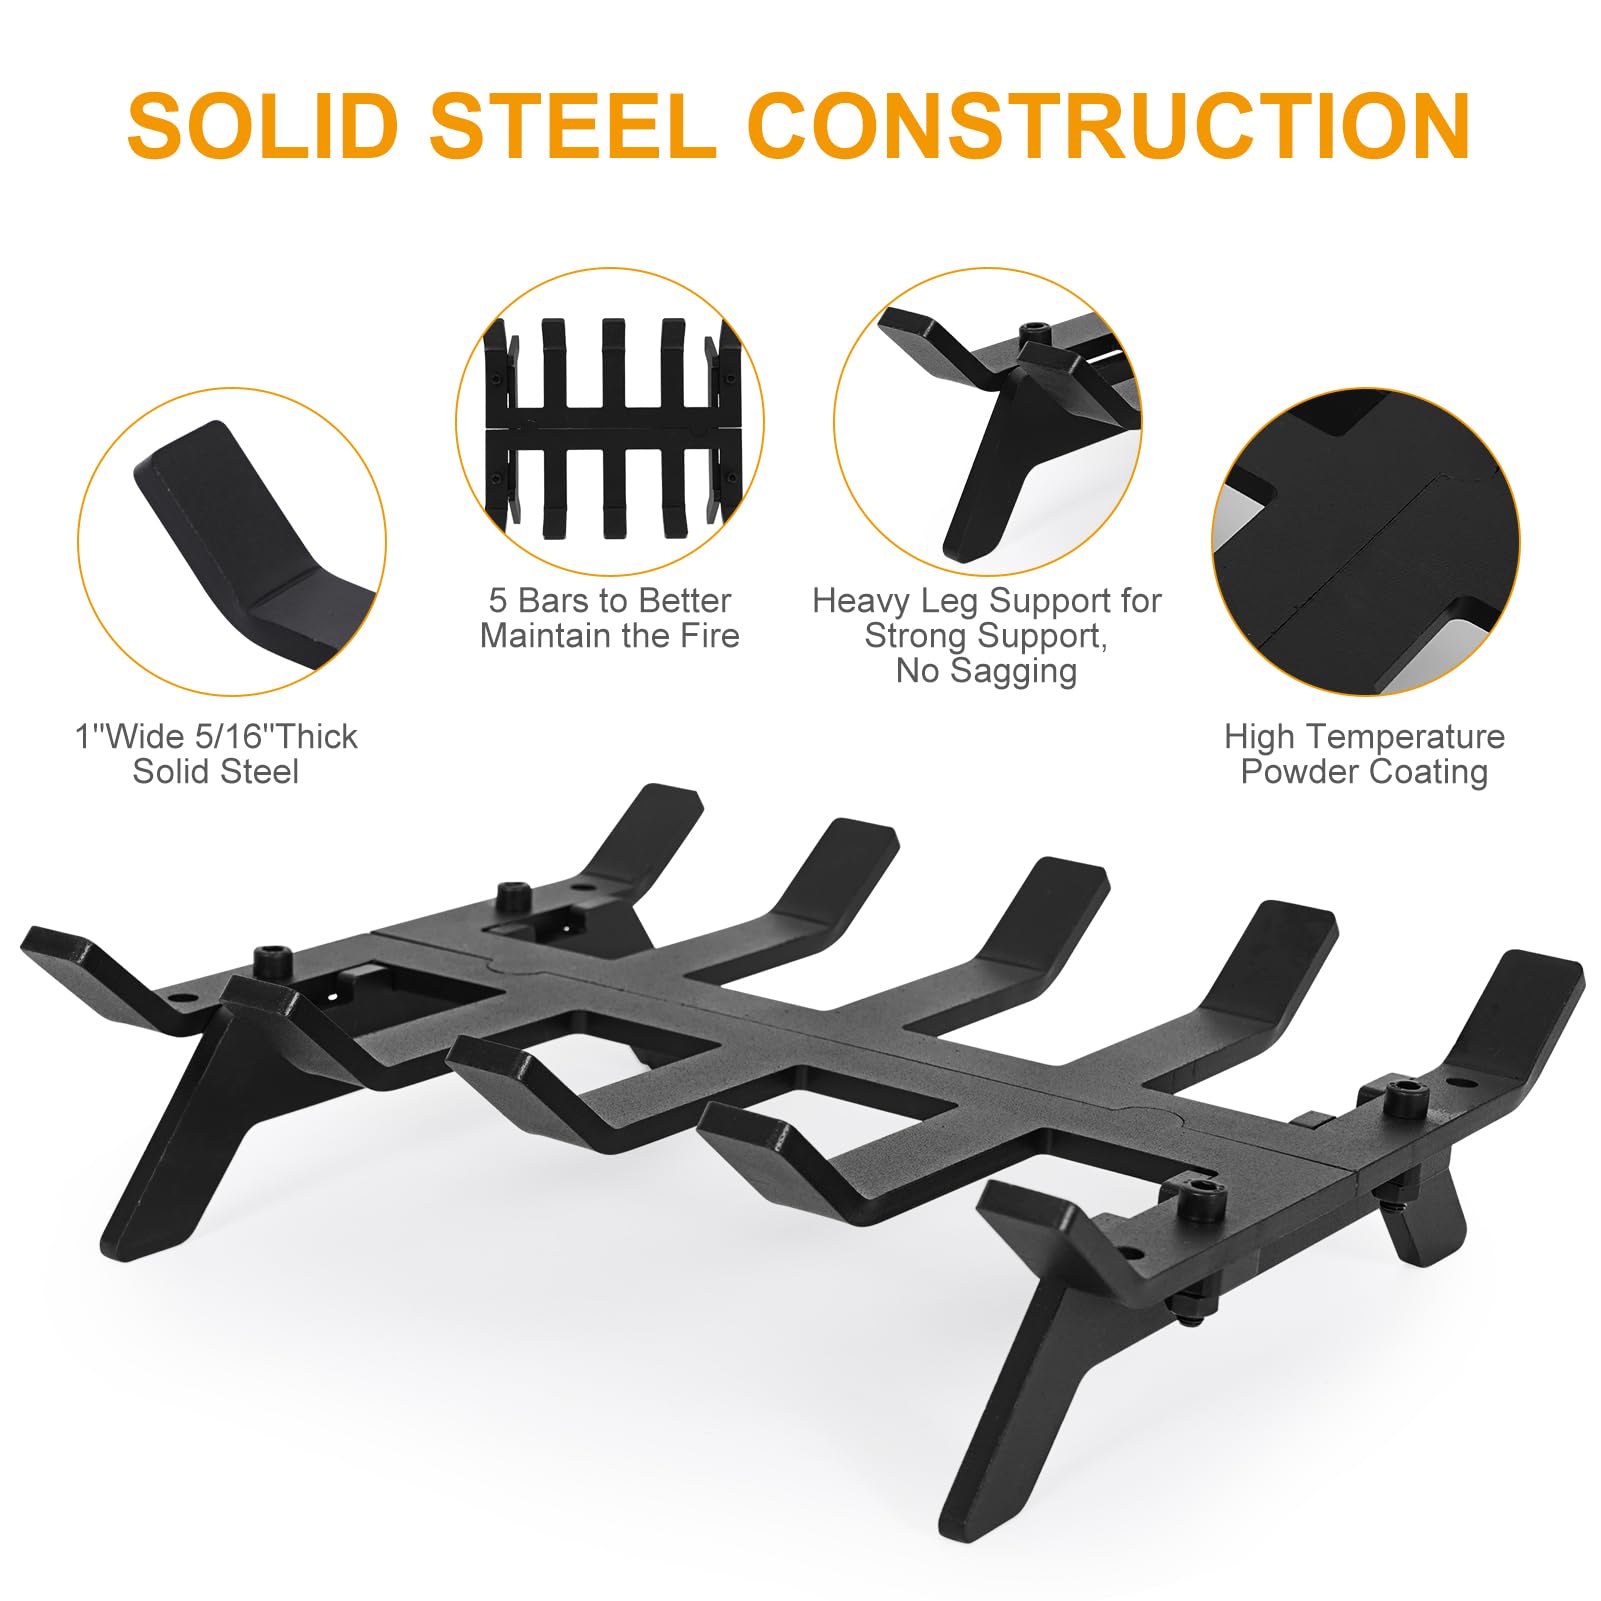 SOLID STEEL CONSTRUCTION
1"Wide 5/16"Thick
Solid Steel
5 Bars to Better
Maintain the Fire
Heavy Leg Support for
Strong Support,
No Sagging
High Temperature
Powder Coating